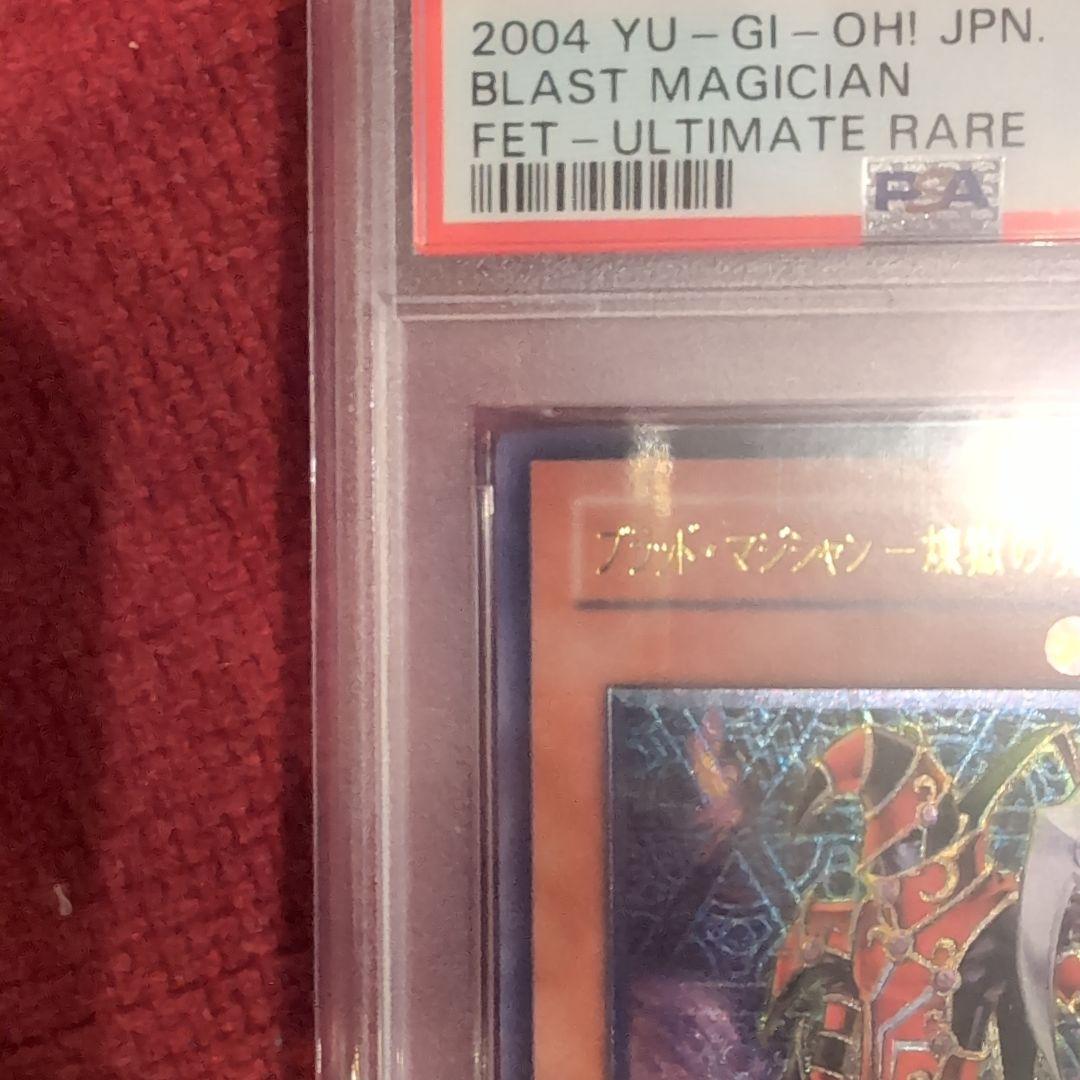 2004 YU-GI-OH! JPN.
BLAST MAGICIAN
FET-ULTIMATE RARE
PSA
ブラッド・マジシャン－煉獄の